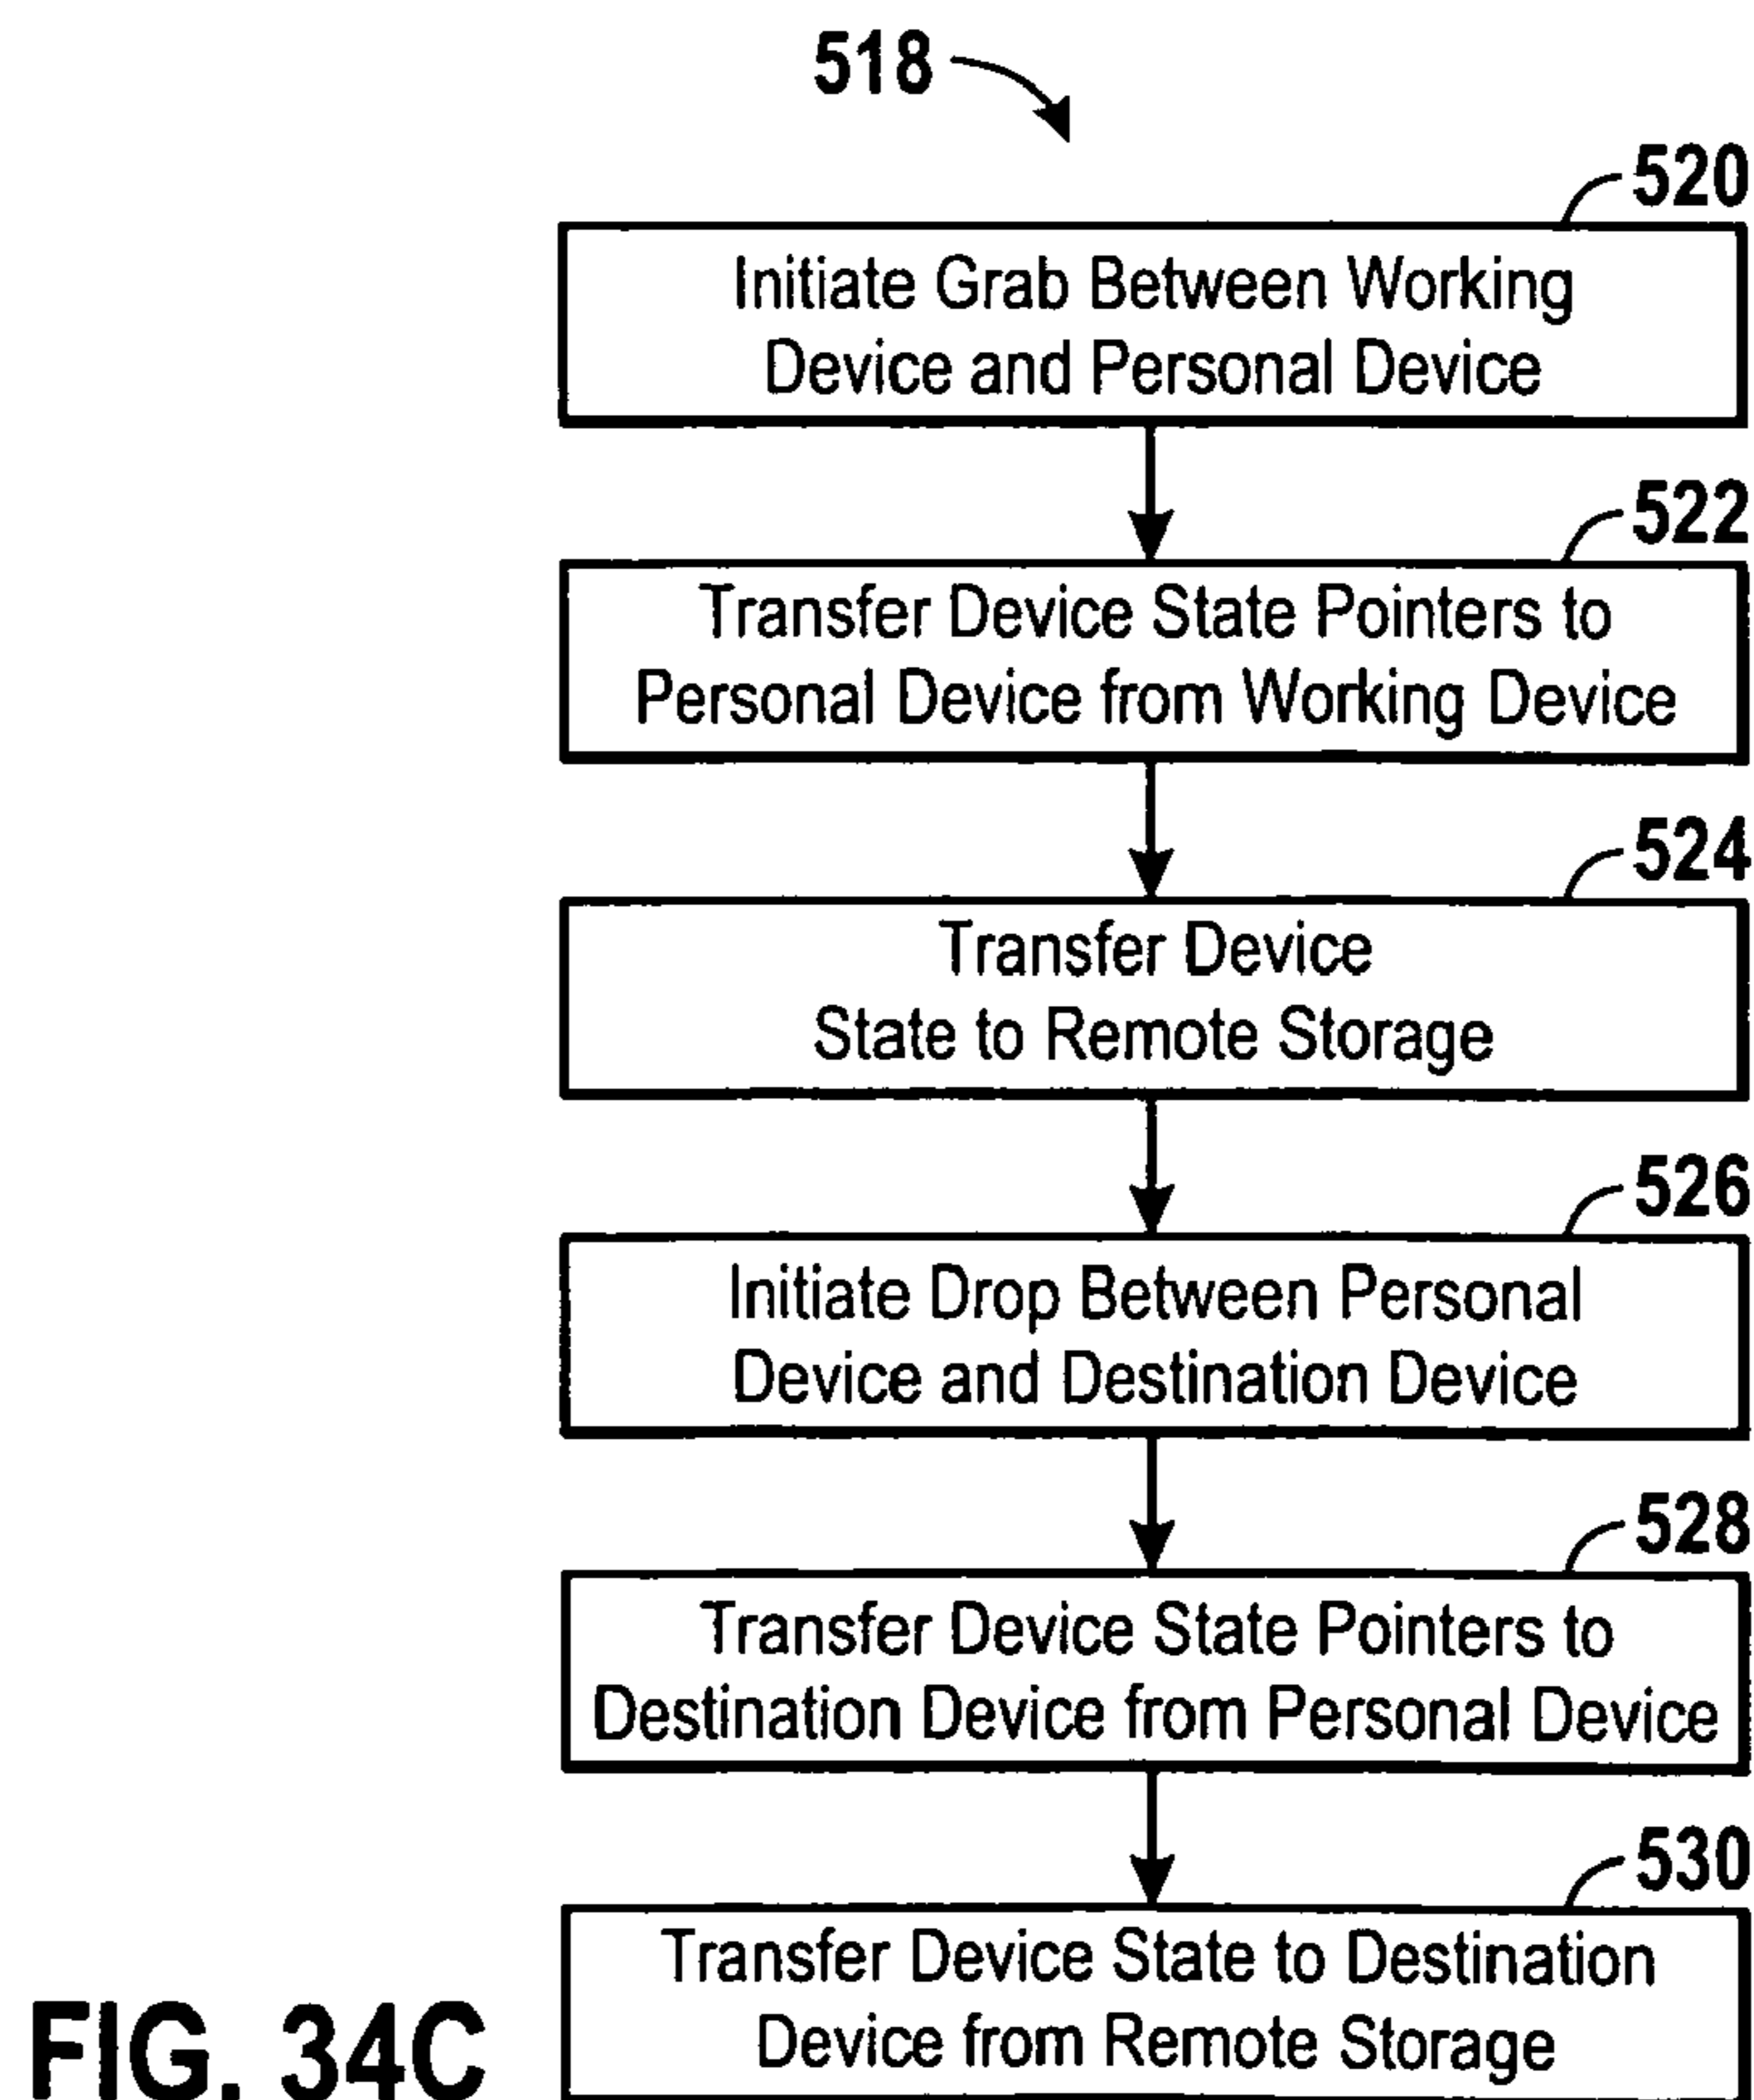 518
520
Initiate Grab Between Working
Device and Personal Device
522
Transfer Device State Pointers to
Personal Device from Working Device
524
Transfer Device
State to Remote Storage
526
Initiate Drop Between Personal
Device and Destination Device
528
Transfer Device State Pointers to
Destination Device from Personal Device
530
Transfer Device State to Destination
Device from Remote Storage
FIG. 34C